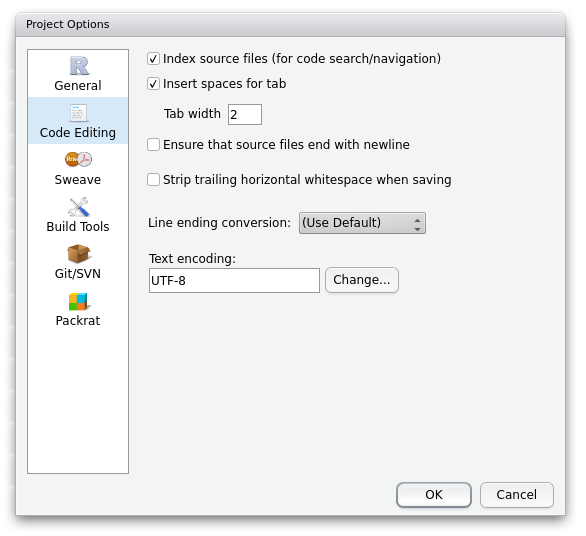 Project Options
General
Code Editing
Sweave
Build Tools
Git/SVN
Packrat
Index source files (for code search/navigation)
Insert spaces for tab
Tab width 2
Ensure that source files end with newline
Strip trailing horizontal whitespace when saving
Line ending conversion: (Use Default)
Text encoding:
UTF-8 Change...
OK Cancel